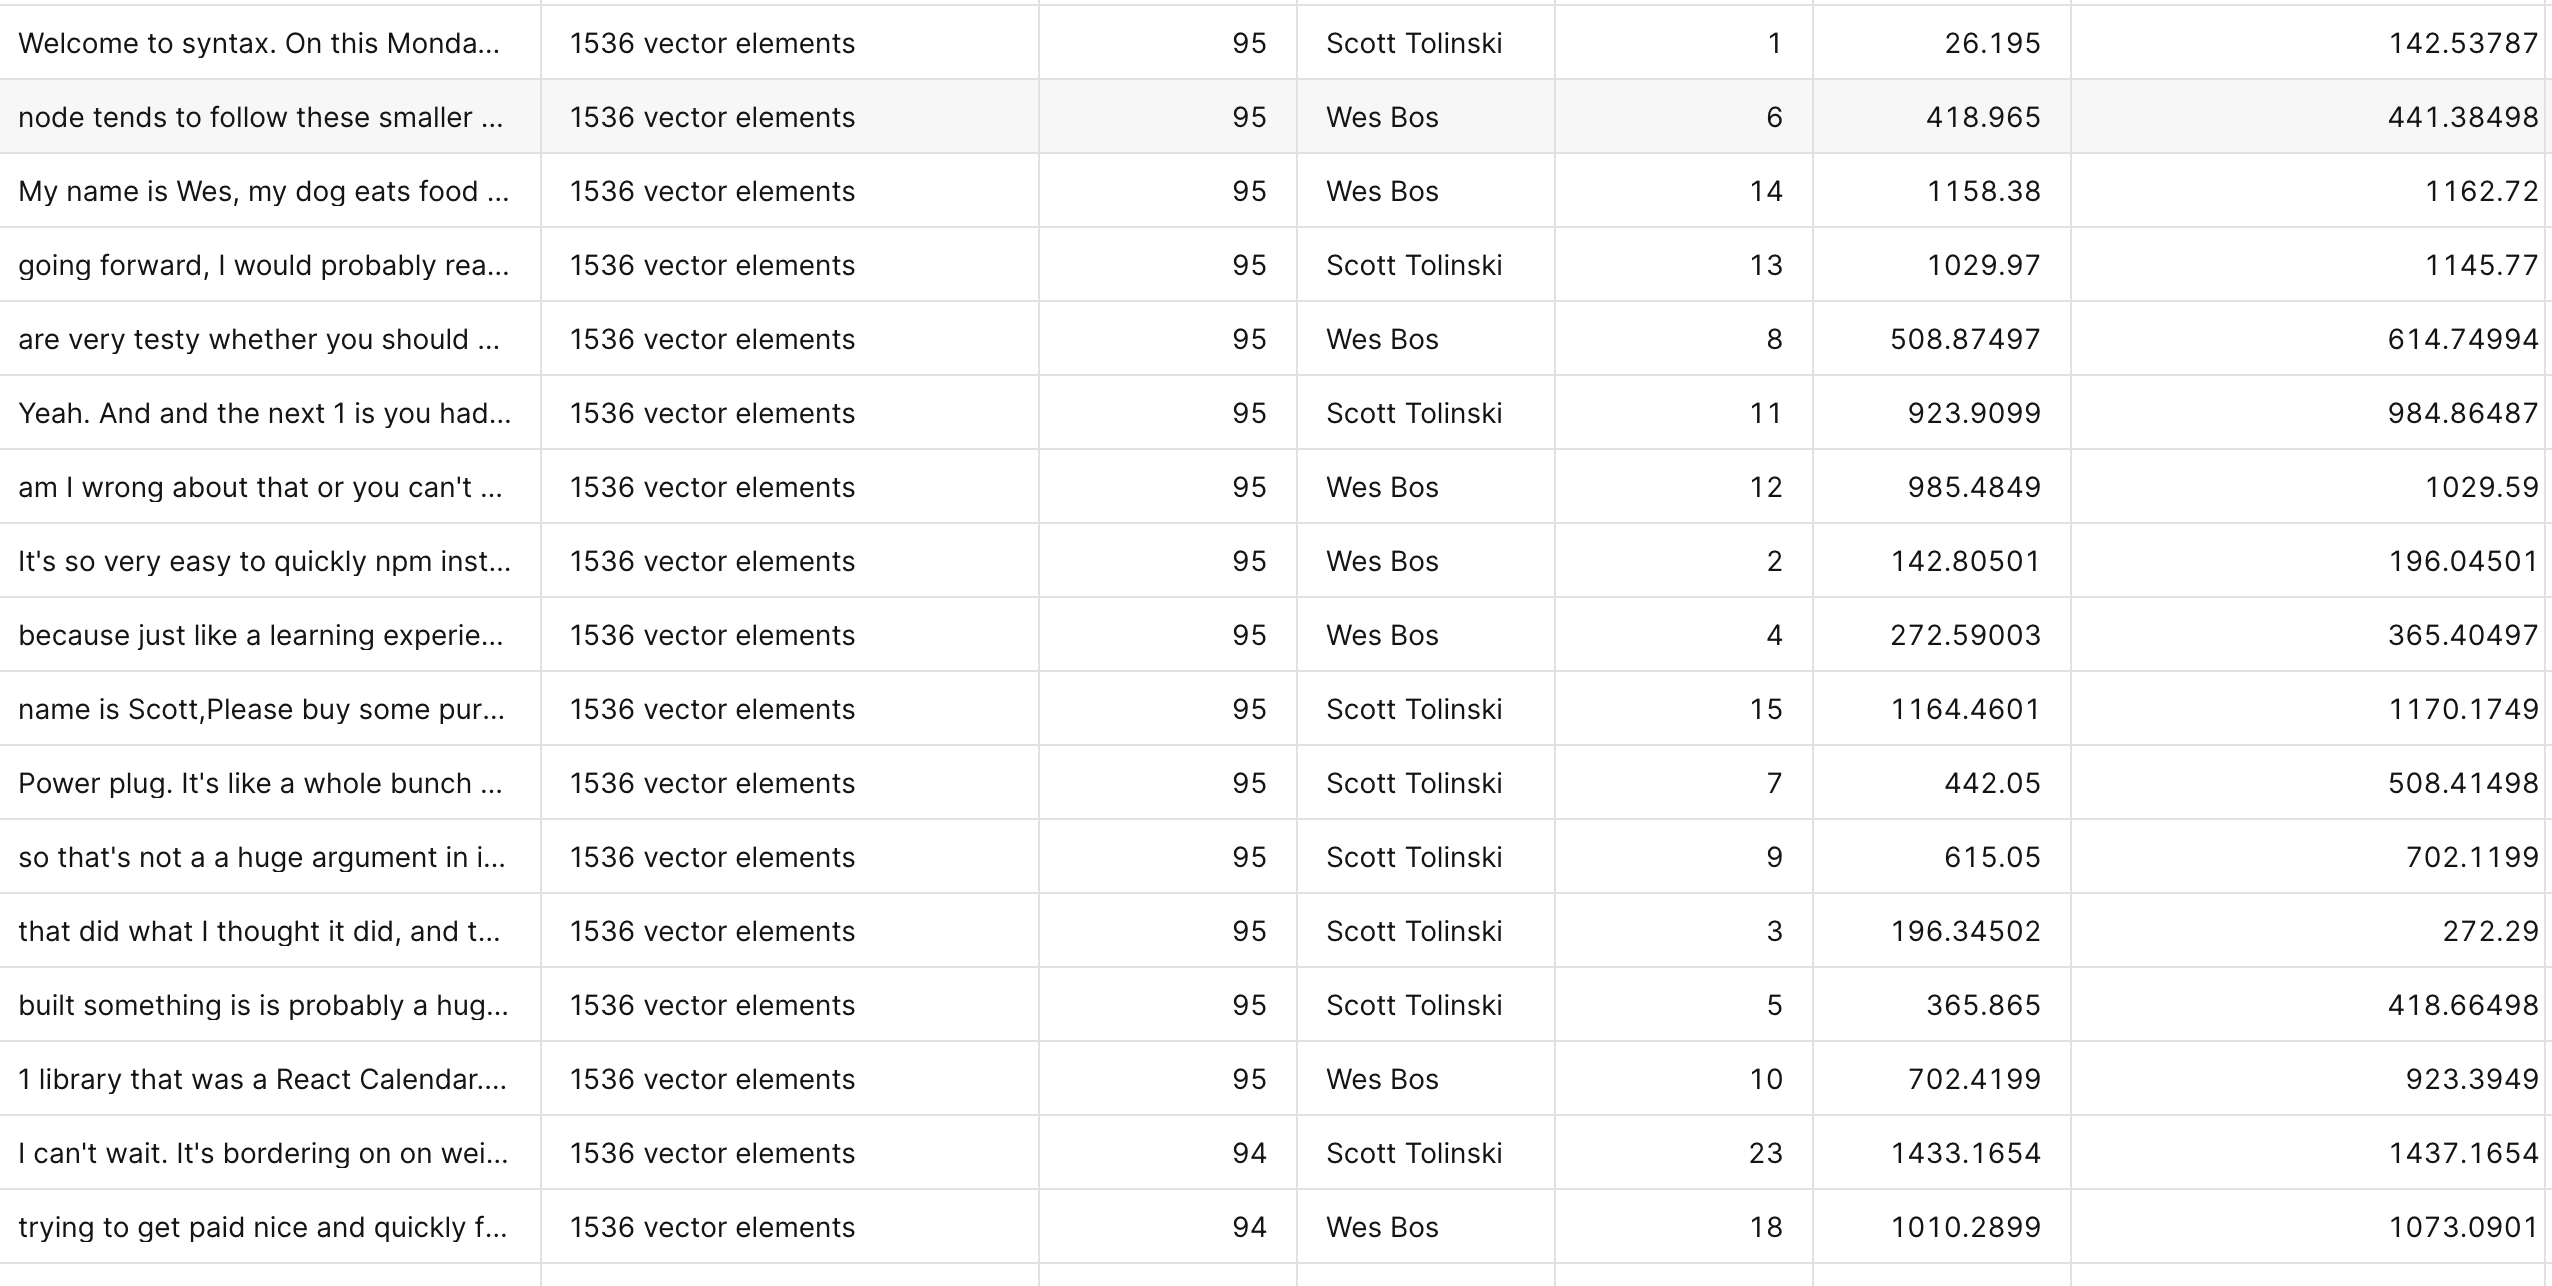 Welcome to syntax. On this Monda... 1536 vector elements 95 Scott Tolinski 1 26.195 142.53787
node tends to follow these smaller ... 1536 vector elements 95 Wes Bos 6 418.965 441.38498
My name is Wes, my dog eats food ... 1536 vector elements 95 Wes Bos 14 1158.38 1162.72
going forward, I would probably rea... 1536 vector elements 95 Scott Tolinski 13 1029.97 1145.77
are very testy whether you should ... 1536 vector elements 95 Wes Bos 8 508.87497 614.74994
Yeah. And and the next 1 is you had... 1536 vector elements 95 Scott Tolinski 11 923.9099 984.86487
am I wrong about that or you can't ... 1536 vector elements 95 Wes Bos 12 985.4849 1029.59
It's so very easy to quickly npm inst... 1536 vector elements 95 Wes Bos 2 142.80501 196.04501
because just like a learning experie... 1536 vector elements 95 Wes Bos 4 272.59003 365.40497
name is Scott,Please buy some pur... 1536 vector elements 95 Scott Tolinski 15 1164.4601 1170.1749
Power plug. It's like a whole bunch ... 1536 vector elements 95 Scott Tolinski 7 442.05 508.41498
so that's not a a huge argument in i... 1536 vector elements 95 Scott Tolinski 9 615.05 702.1199
that did what I thought it did, and t... 1536 vector elements 95 Scott Tolinski 3 196.34502 272.29
built something is is probably a hug... 1536 vector elements 95 Scott Tolinski 5 365.865 418.66498
1 library that was a React Calendar.... 1536 vector elements 95 Wes Bos 10 702.4199 923.3949
I can't wait. It's bordering on on wei... 1536 vector elements 94 Scott Tolinski 23 1433.1654 1437.1654
trying to get paid nice and quickly f... 1536 vector elements 94 Wes Bos 18 1010.2899 1073.0901